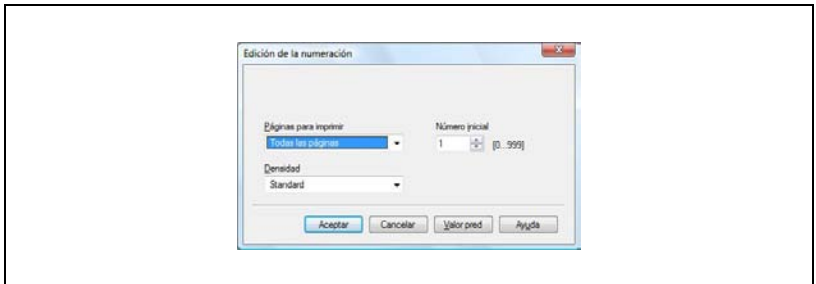 Edición de la numeración
Páginas para imprimir
Número inicial
Todas las páginas
1
[0...999]
Densidad
Standard
Aceptar
Cancelar
Valor pred
Ayuda